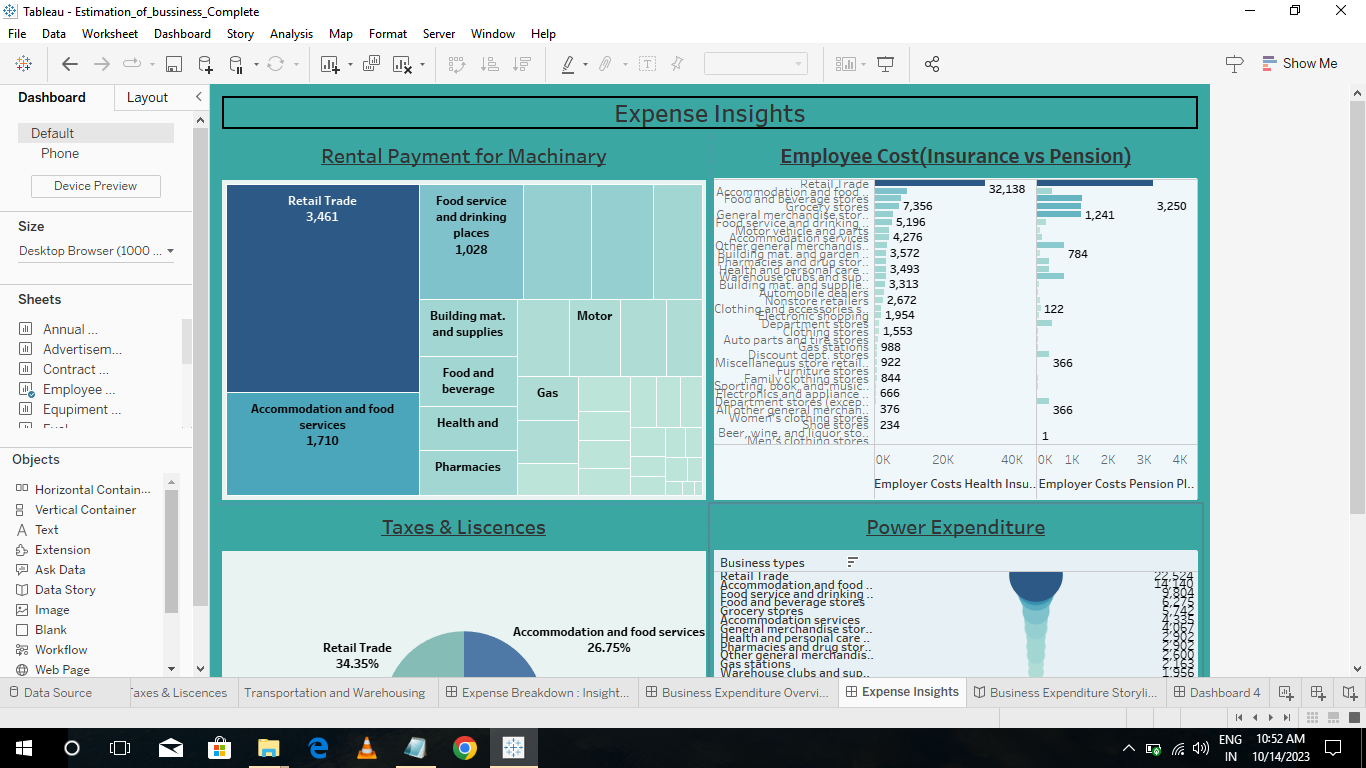 Tableau - Estimation_of_bussiness_Complete
File Data Worksheet Dashboard Story Analysis Map Format Server Window Help
Show Me
Dashboard Layout
Default
Phone
Device Preview
Size
Desktop Browser (1000 ...
Sheets
Annual ...
Advertisem...
Contract ...
Employee ...
Equpiment ...
Objects
Horizontal Contain...
Vertical Container
Text
Extension
Ask Data
Data Story
Image
Blank
Workflow
Web Page
Expense Insights
Rental Payment for Machinary
Retail Trade
3,461
Food service
and drinking
places
1,028
Building mat.
and supplies
Motor
Food and
beverage
Gas
Accommodation and food
services
1,710
Health and
Pharmacies
Employee Cost(Insurance vs Pension)
Retail Trade 32,138
Accommodation and food .. 3,250
Food and beverage stores
Grocery stores 7,356
General merchandise stor.. 1,241
Food service and drinking .. 5,196
Motor vehicle and parts
Accommodation services 4,276
Other general merchandis..
Building mat. and garden .. 3,572 784
Pharmacies and drug stor..
Health and personal care .. 3,493
Warehouse clubs and sup..
Building mat. and supplie.. 3,313
Automobile dealers
Nonstore retailers 2,672
Clothing and accessories s.. 122
Electronic shopping 1,954
Department stores
Clothing stores 1,553
Auto parts and tire stores
Gas stations 988
Discount dept. stores
Miscellaneous store retail.. 922 366
Furniture stores
Family clothing stores 844
Sporting, book, and music..
Electronics and appliance .. 666
Department stores (excep..
All other general merchan.. 376 366
Women's clothing stores
Shoe stores 234
Beer, wine, and liquor sto.. 1
Men's clothing stores
0K 20K 40K 0K 1K 2K 3K 4K
Employer Costs Health Insu.. Employer Costs Pension Pl..
Taxes & Liscences
Retail Trade
34.35%
Accommodation and food services
26.75%
Power Expenditure
Business types
Retail Trade 22,524
Accommodation and food .. 14,140
Food service and drinking .. 9,804
Food and beverage stores 6,275
Grocery stores 5,742
Accommodation services 4,335
General merchandise stor.. 4,067
Health and personal care .. 2,902
Pharmacies and drug stor.. 2,902
Other general merchandis.. 2,600
Gas stations 2,163
Warehouse clubs and sup.. 1,956
Data Source Taxes & Liscences Transportation and Warehousing Expense Breakdown : Insight... Business Expenditure Overvi... Expense Insights Business Expenditure Storyli... Dashboard 4
ENG 10:52 AM
IN 10/14/2023